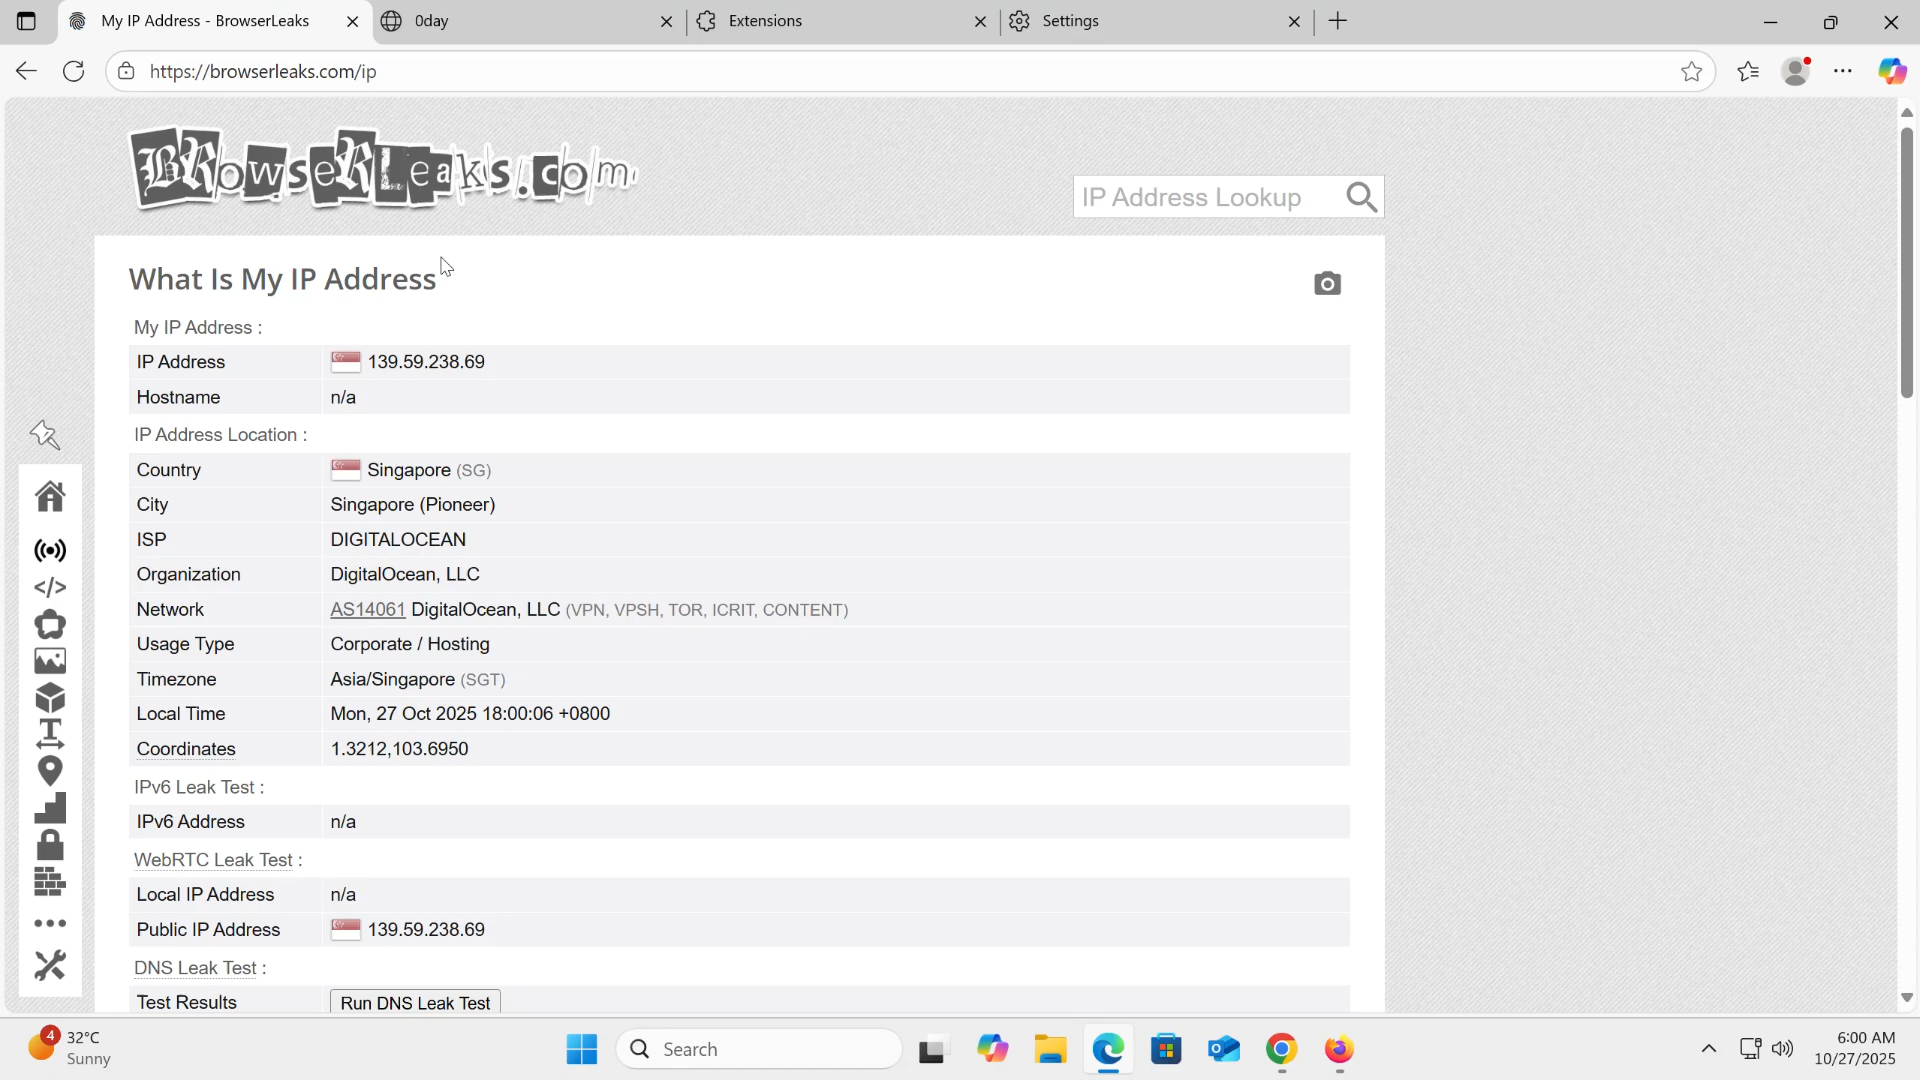 My IP Address - BrowserLeaks
0day
Extensions
Settings
https://browserleaks.com/ip
BRowseRLeaks.com
IP Address Lookup
What Is My IP Address
My IP Address :
IP Address 139.59.238.69
Hostname n/a
IP Address Location :
Country Singapore (SG)
City Singapore (Pioneer)
ISP DIGITALOCEAN
Organization DigitalOcean, LLC
Network AS14061 DigitalOcean, LLC (VPN, VPSH, TOR, ICRIT, CONTENT)
Usage Type Corporate / Hosting
Timezone Asia/Singapore (SGT)
Local Time Mon, 27 Oct 2025 18:00:06 +0800
Coordinates 1.3212,103.6950
IPv6 Leak Test :
IPv6 Address n/a
WebRTC Leak Test :
Local IP Address n/a
Public IP Address 139.59.238.69
DNS Leak Test :
Test Results Run DNS Leak Test
4
32°C
Sunny
Search
6:00 AM
10/27/2025